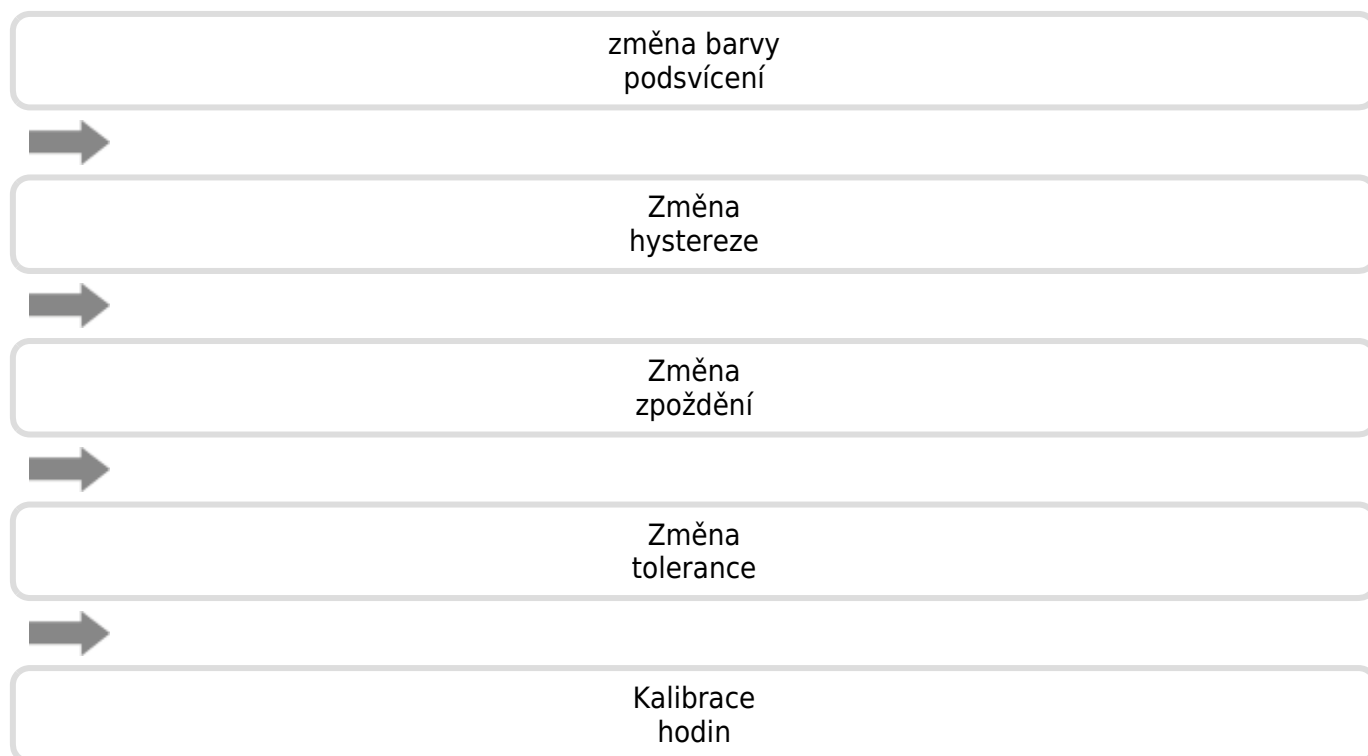 změna barvy
podsvícení
Změna
hystereze
Změna
zpoždění
Změna
tolerance
Kalibrace
hodin